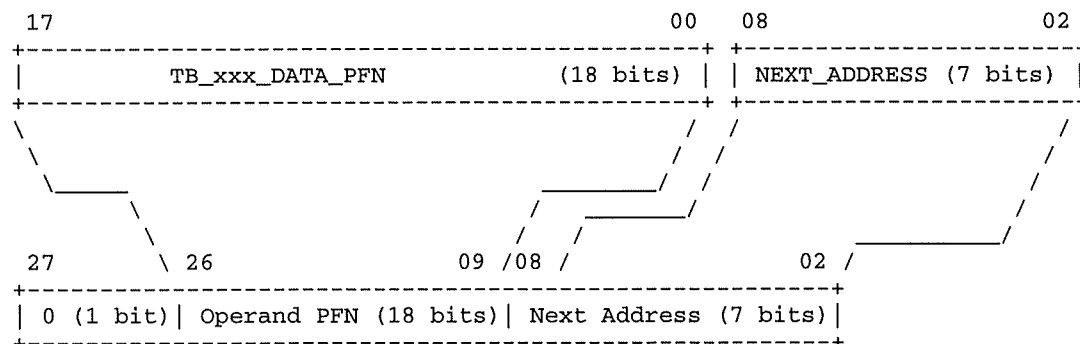 17 00 08 02
TB_xxx_DATA_PFN (18 bits) NEXT_ADDRESS (7 bits)
27 26 09 08 02
0 (1 bit) Operand PFN (18 bits) Next Address (7 bits)